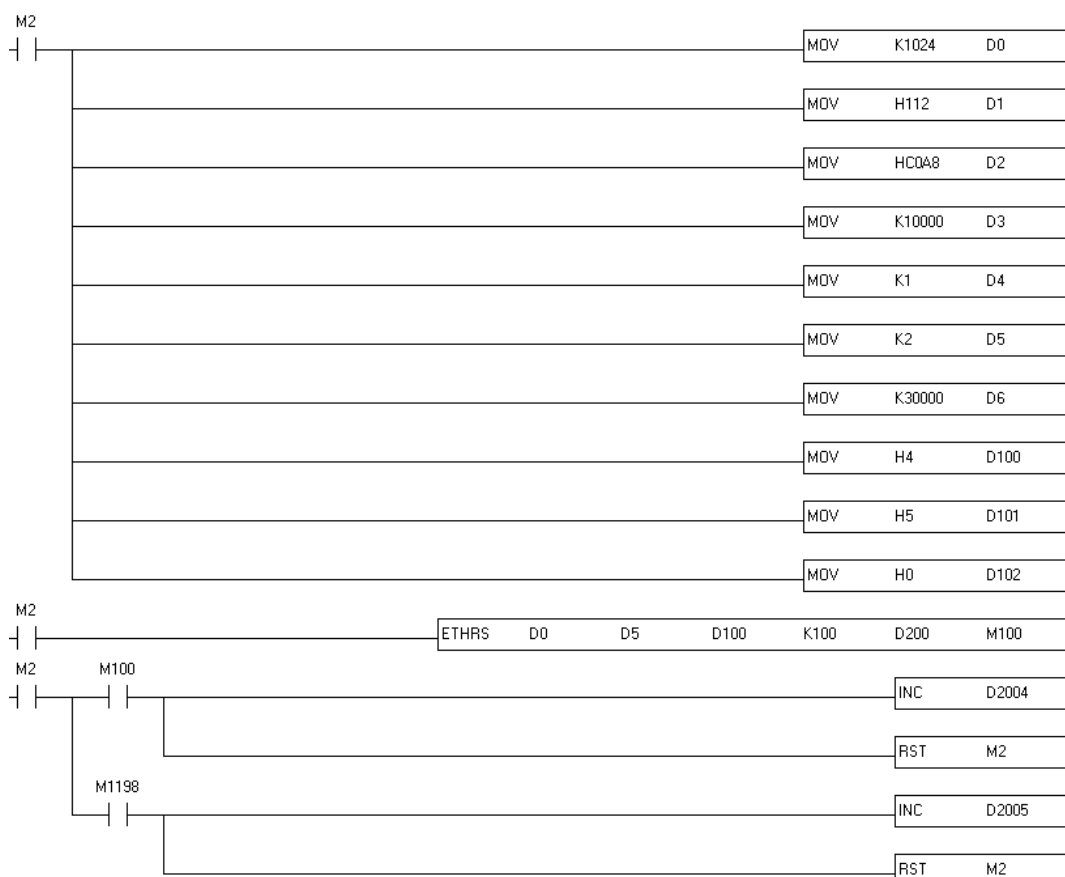 M2
MOV K1024 D0
MOV H112 D1
MOV HC0A8 D2
MOV K10000 D3
MOV K1 D4
MOV K2 D5
MOV K30000 D6
MOV H4 D100
MOV H5 D101
MOV H0 D102
M2
ETHRS D0 D5 D100 K100 D200 M100
M2 M100
INC D2004
RST M2
M1198
INC D2005
RST M2